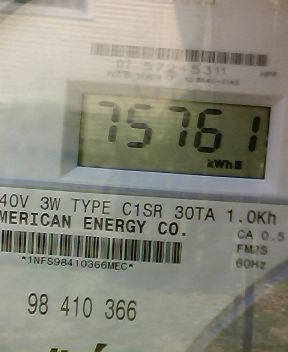 75761
kWh
40V 3W TYPE C1SR 30TA 1.0Kh
MERICAN ENERGY CO.
CA 0.5
FM2S
60Hz
*1NFS98410366MEC*
98 410 366